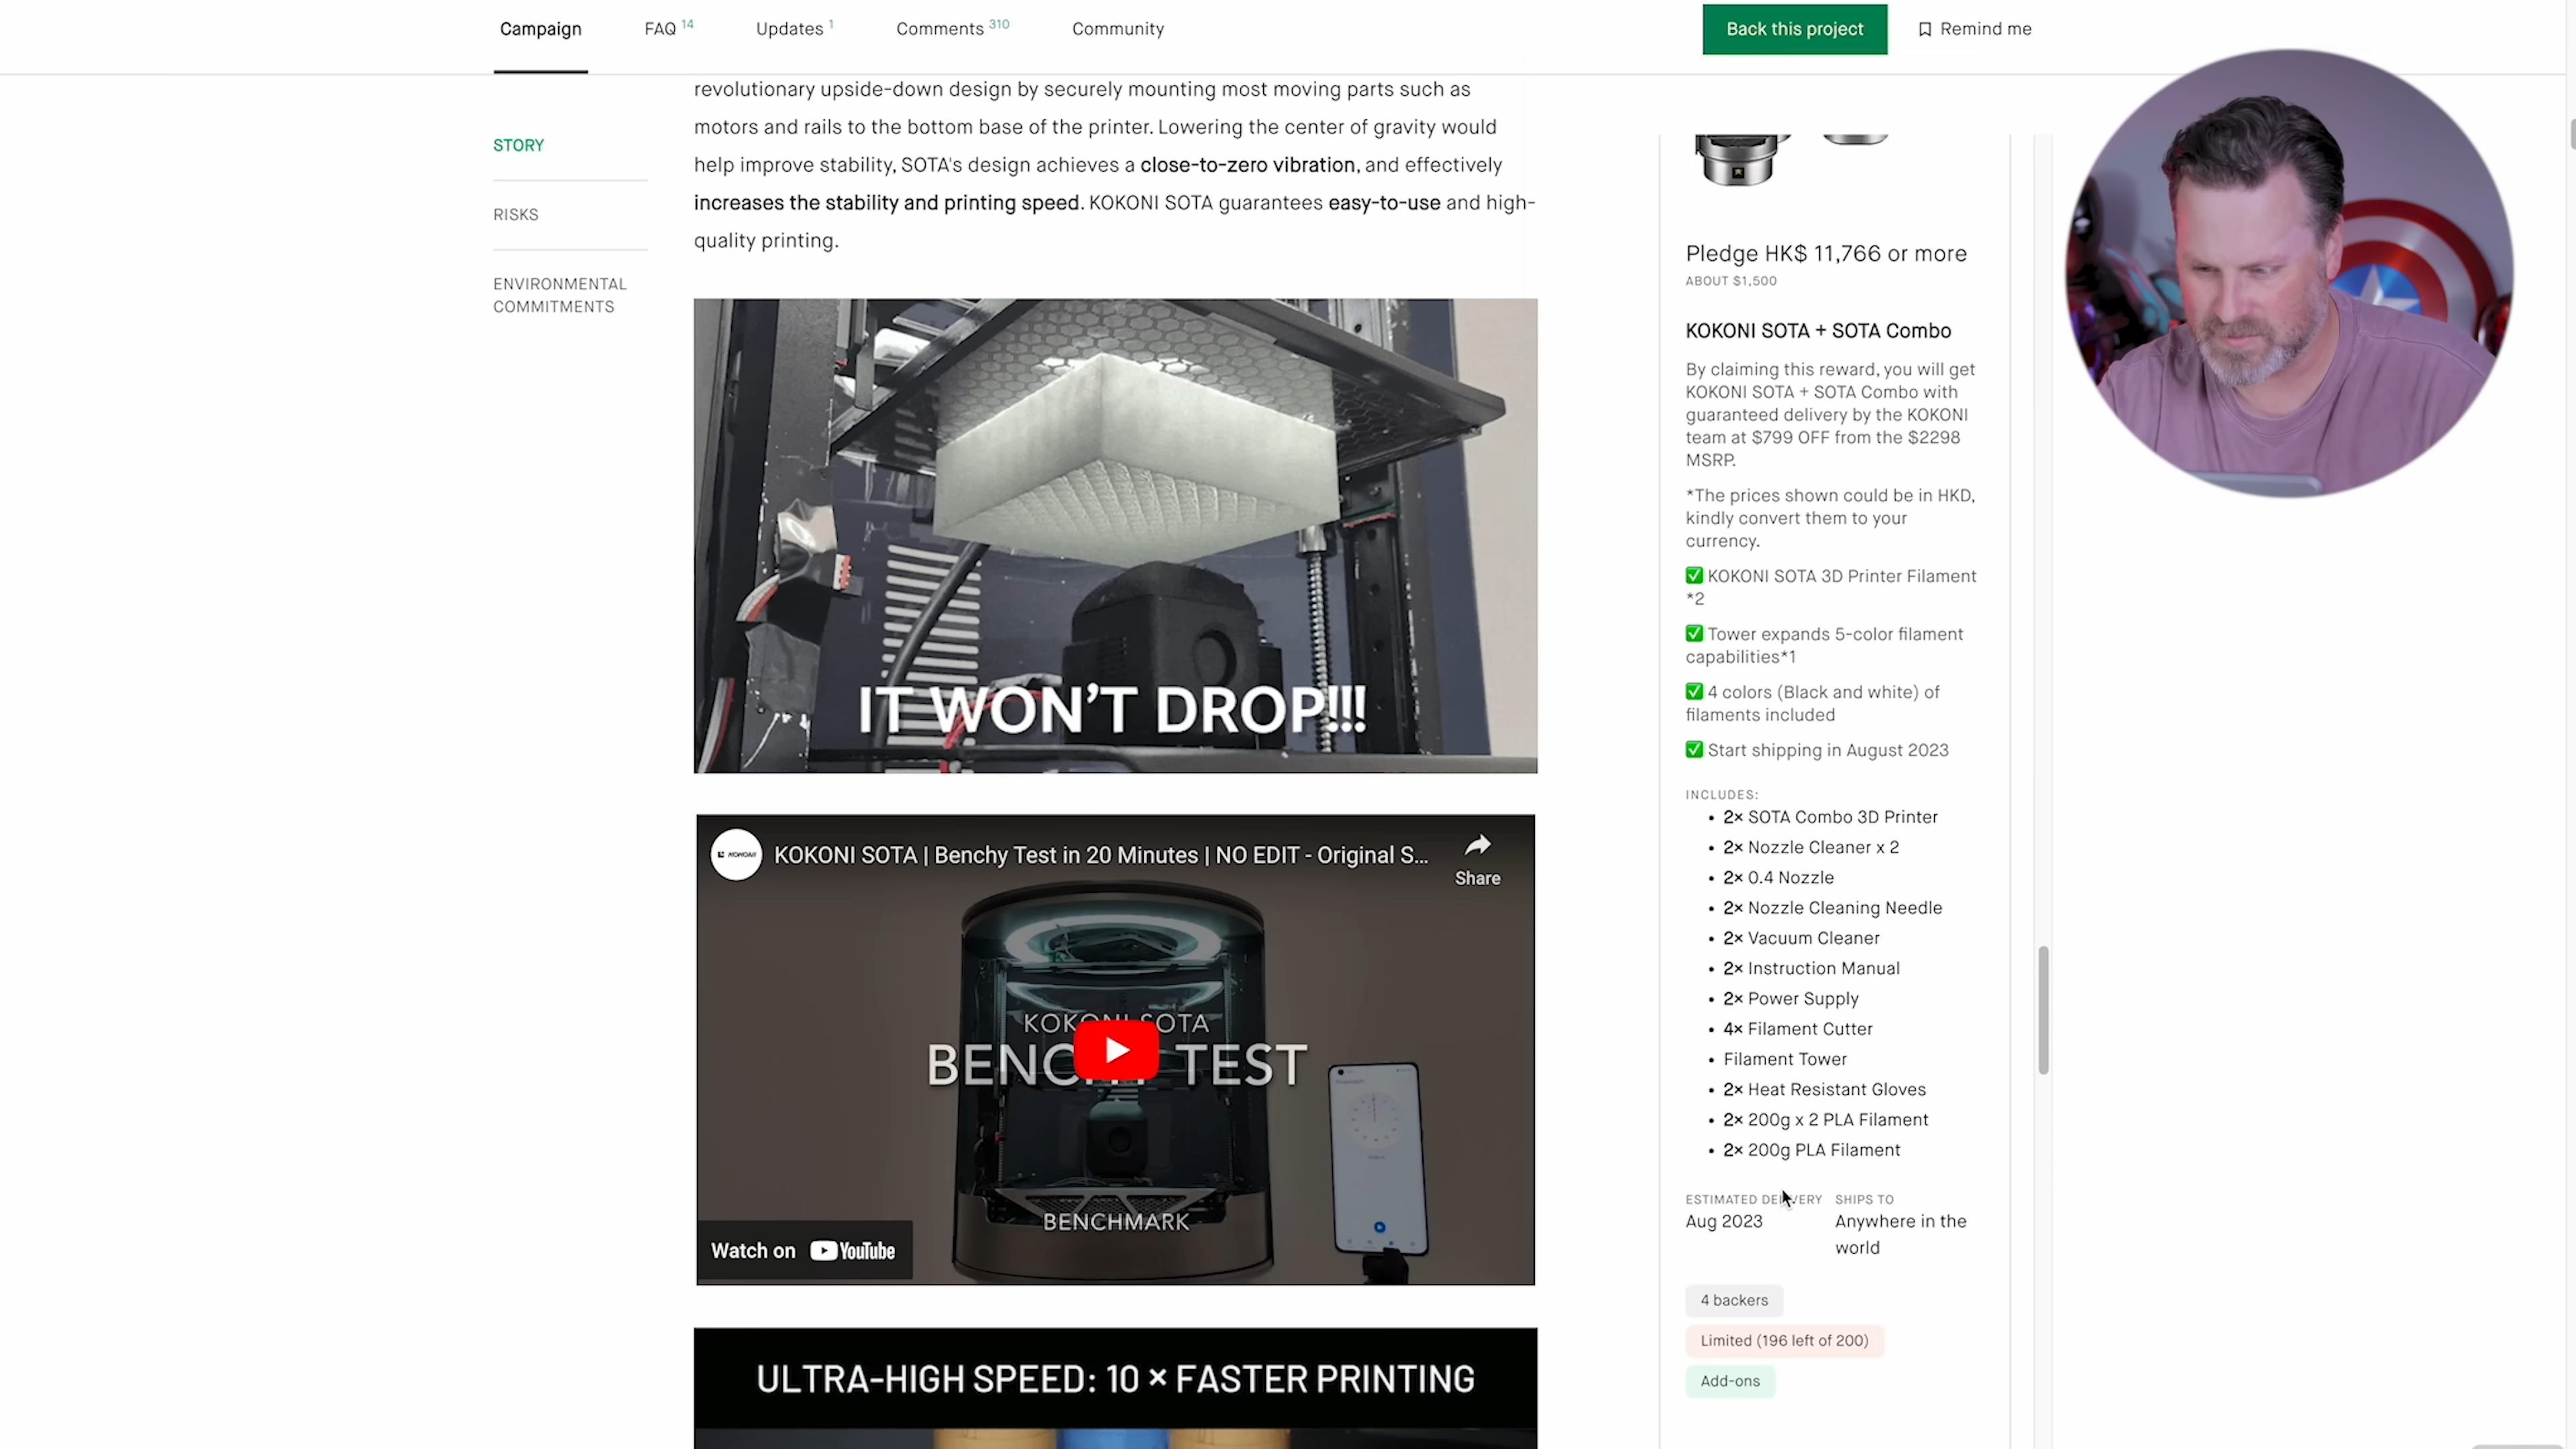 Campaign
FAQ 14
Updates 1
Comments 310
Community
Back this project
Remind me
STORY
RISKS
ENVIRONMENTAL
COMMITMENTS
revolutionary upside-down design by securely mounting most moving parts such as
motors and rails to the bottom base of the printer. Lowering the center of gravity would
help improve stability, SOTA's design achieves a close-to-zero vibration, and effectively
increases the stability and printing speed. KOKONI SOTA guarantees easy-to-use and high-
quality printing.
IT WON'T DROP!!!
KOKONI SOTA | Benchy Test in 20 Minutes | NO EDIT - Original S...
Share
KOKONI SOTA
BENCHY TEST
BENCHMARK
Watch on YouTube
ULTRA-HIGH SPEED: 10 × FASTER PRINTING
Pledge HK$ 11,766 or more
ABOUT $1,500
KOKONI SOTA + SOTA Combo
By claiming this reward, you will get
KOKONI SOTA + SOTA Combo with
guaranteed delivery by the KOKONI
team at $799 OFF from the $2298
MSRP.
*The prices shown could be in HKD,
kindly convert them to your
currency.
✅ KOKONI SOTA 3D Printer Filament
*2
✅ Tower expands 5-color filament
capabilities*1
✅ 4 colors (Black and white) of
filaments included
✅ Start shipping in August 2023
INCLUDES:
• 2× SOTA Combo 3D Printer
• 2× Nozzle Cleaner x 2
• 2× 0.4 Nozzle
• 2× Nozzle Cleaning Needle
• 2× Vacuum Cleaner
• 2× Instruction Manual
• 2× Power Supply
• 4× Filament Cutter
• Filament Tower
• 2× Heat Resistant Gloves
• 2× 200g x 2 PLA Filament
• 2× 200g PLA Filament
ESTIMATED DELIVERY
Aug 2023
SHIPS TO
Anywhere in the
world
4 backers
Limited (196 left of 200)
Add-ons